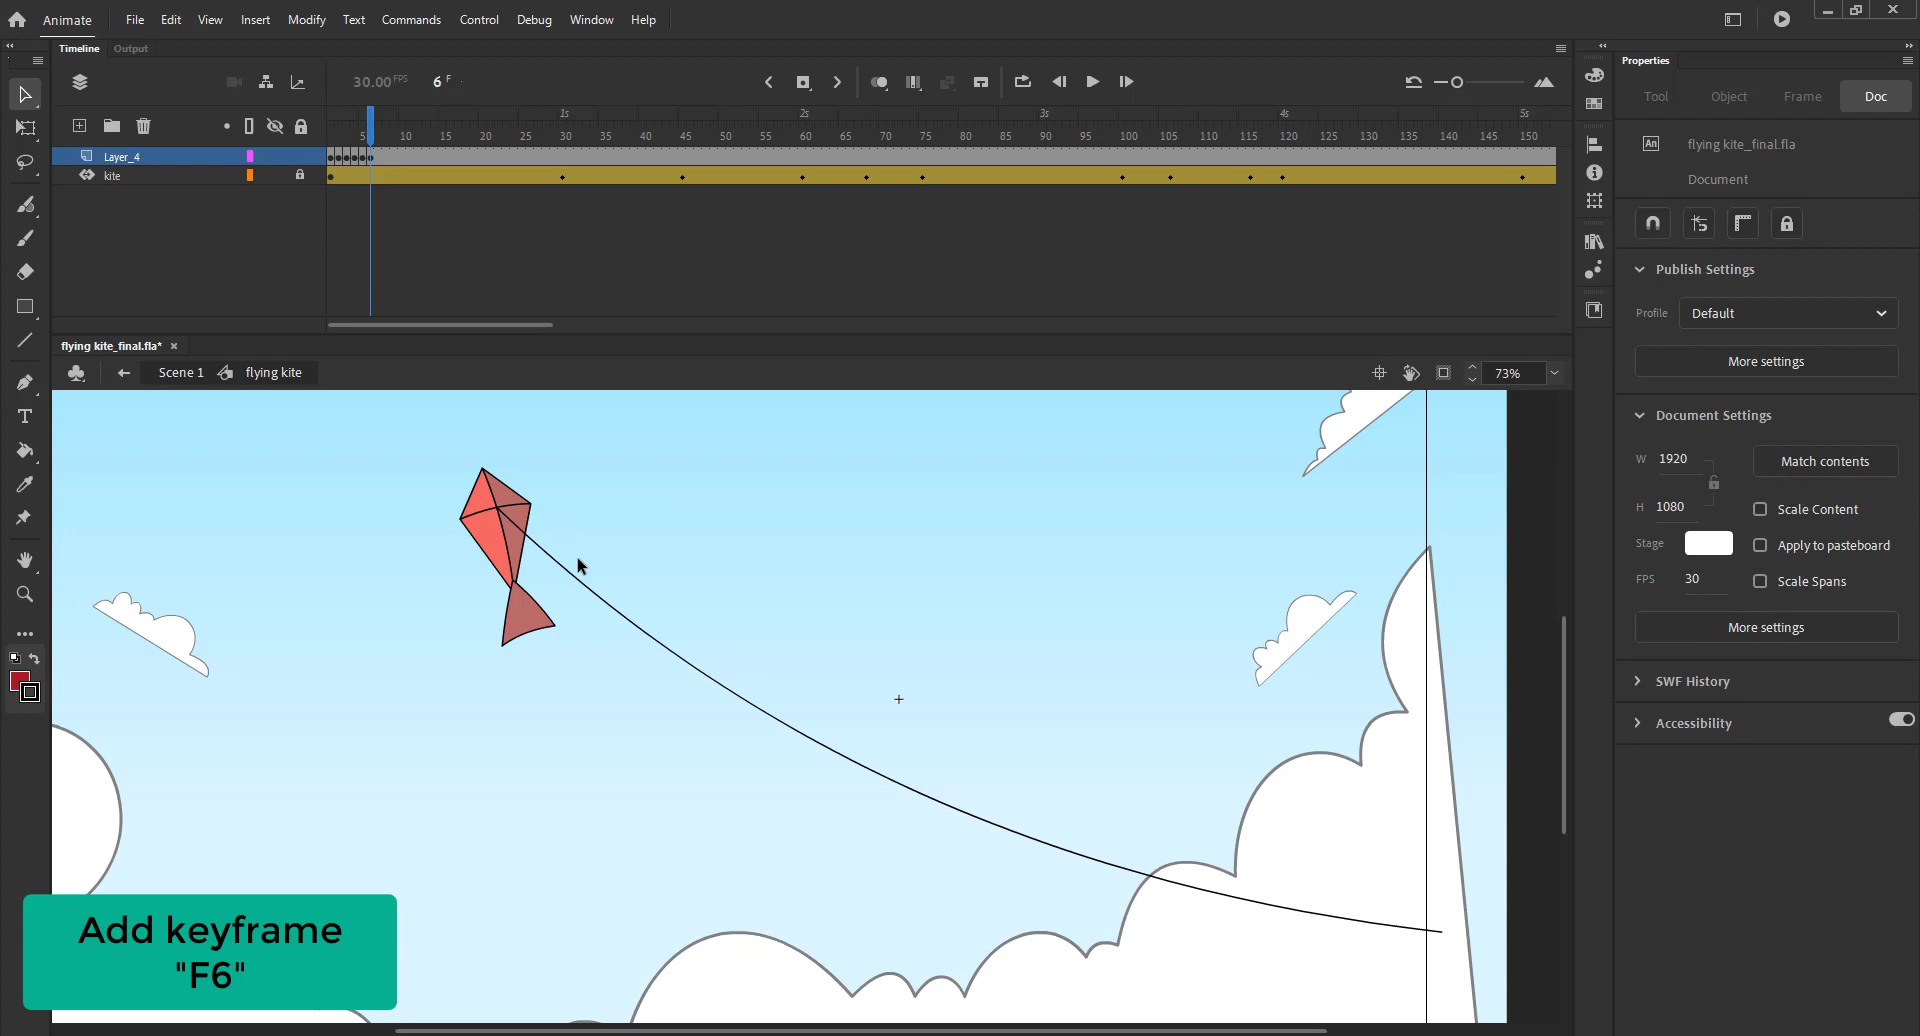 Animate File Edit View Insert Modify Text Commands Control Debug Window Help
Timeline Output
Properties
30.00 FPS 6 F
Tool Object Frame Doc
1s 2s 3s 4s 5s
5 10 15 20 25 30 35 40 45 50 55 60 65 70 75 80 85 90 95 100 105 110 115 120 125 130 135 140 145 150
Layer_4
kite
An flying kite_final.fla
Document
Publish Settings
Profile Default
More settings
flying kite_final.fla* ×
Scene 1 flying kite 73%
Document Settings
W 1920 Match contents
H 1080 Scale Content
Stage Apply to pasteboard
FPS 30 Scale Spans
More settings
SWF History
Accessibility
Add keyframe
"F6"